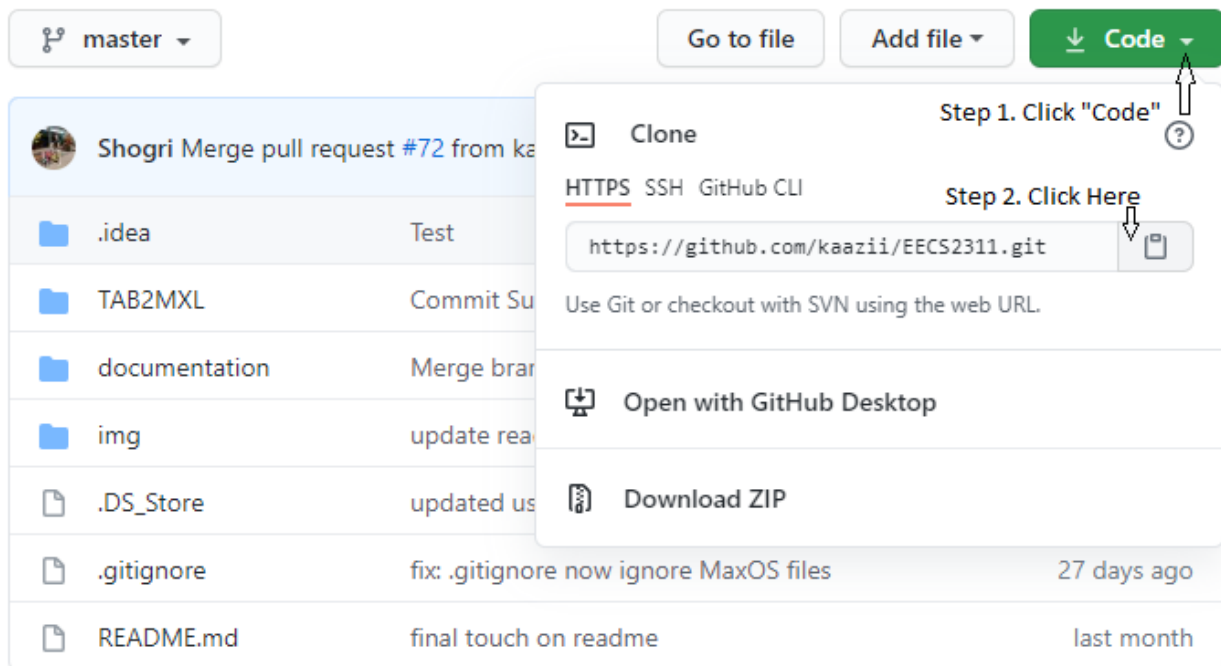 master
Go to file
Add file
Code
Step 1. Click "Code"
Shogri Merge pull request #72 from ka
Clone
HTTPS SSH GitHub CLI
Step 2. Click Here
https://github.com/kaazii/EECS2311.git
Use Git or checkout with SVN using the web URL.
Open with GitHub Desktop
Download ZIP
.idea Test
TAB2MXL Commit Su
documentation Merge bran
img update rea
.DS_Store updated us
.gitignore fix: .gitignore now ignore MaxOS files 27 days ago
README.md final touch on readme last month